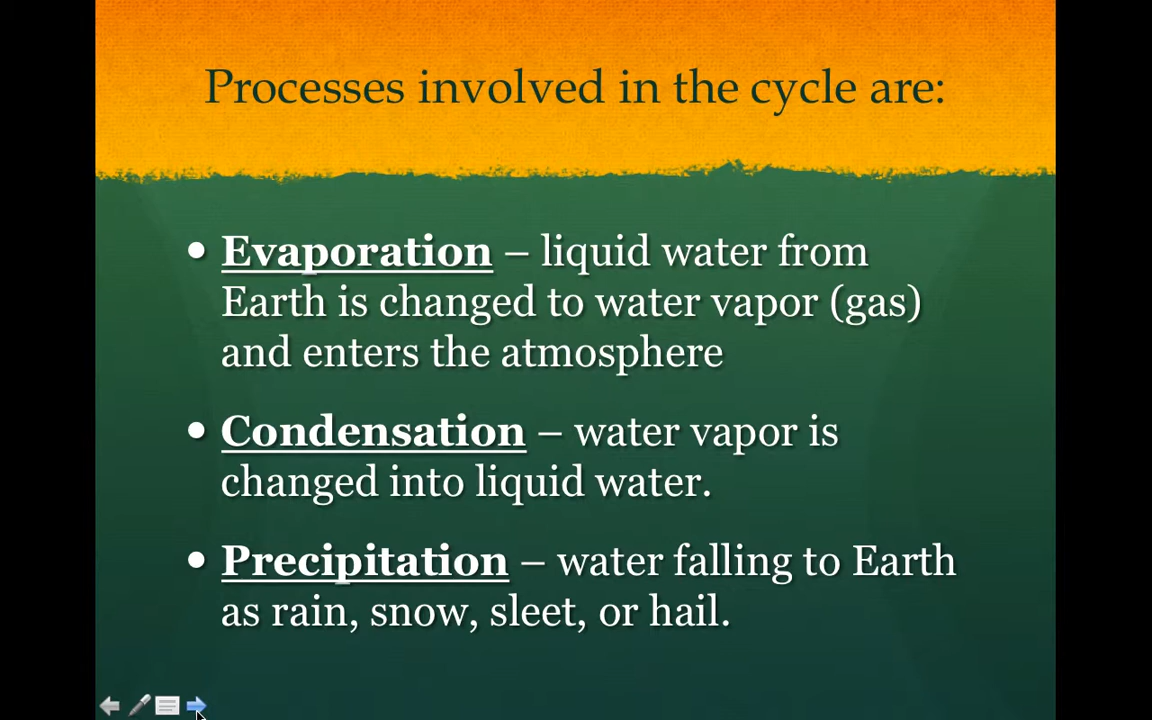 Processes involved in the cycle are:
• Evaporation – liquid water from
Earth is changed to water vapor (gas)
and enters the atmosphere
• Condensation – water vapor is
changed into liquid water.
• Precipitation – water falling to Earth
as rain, snow, sleet, or hail.